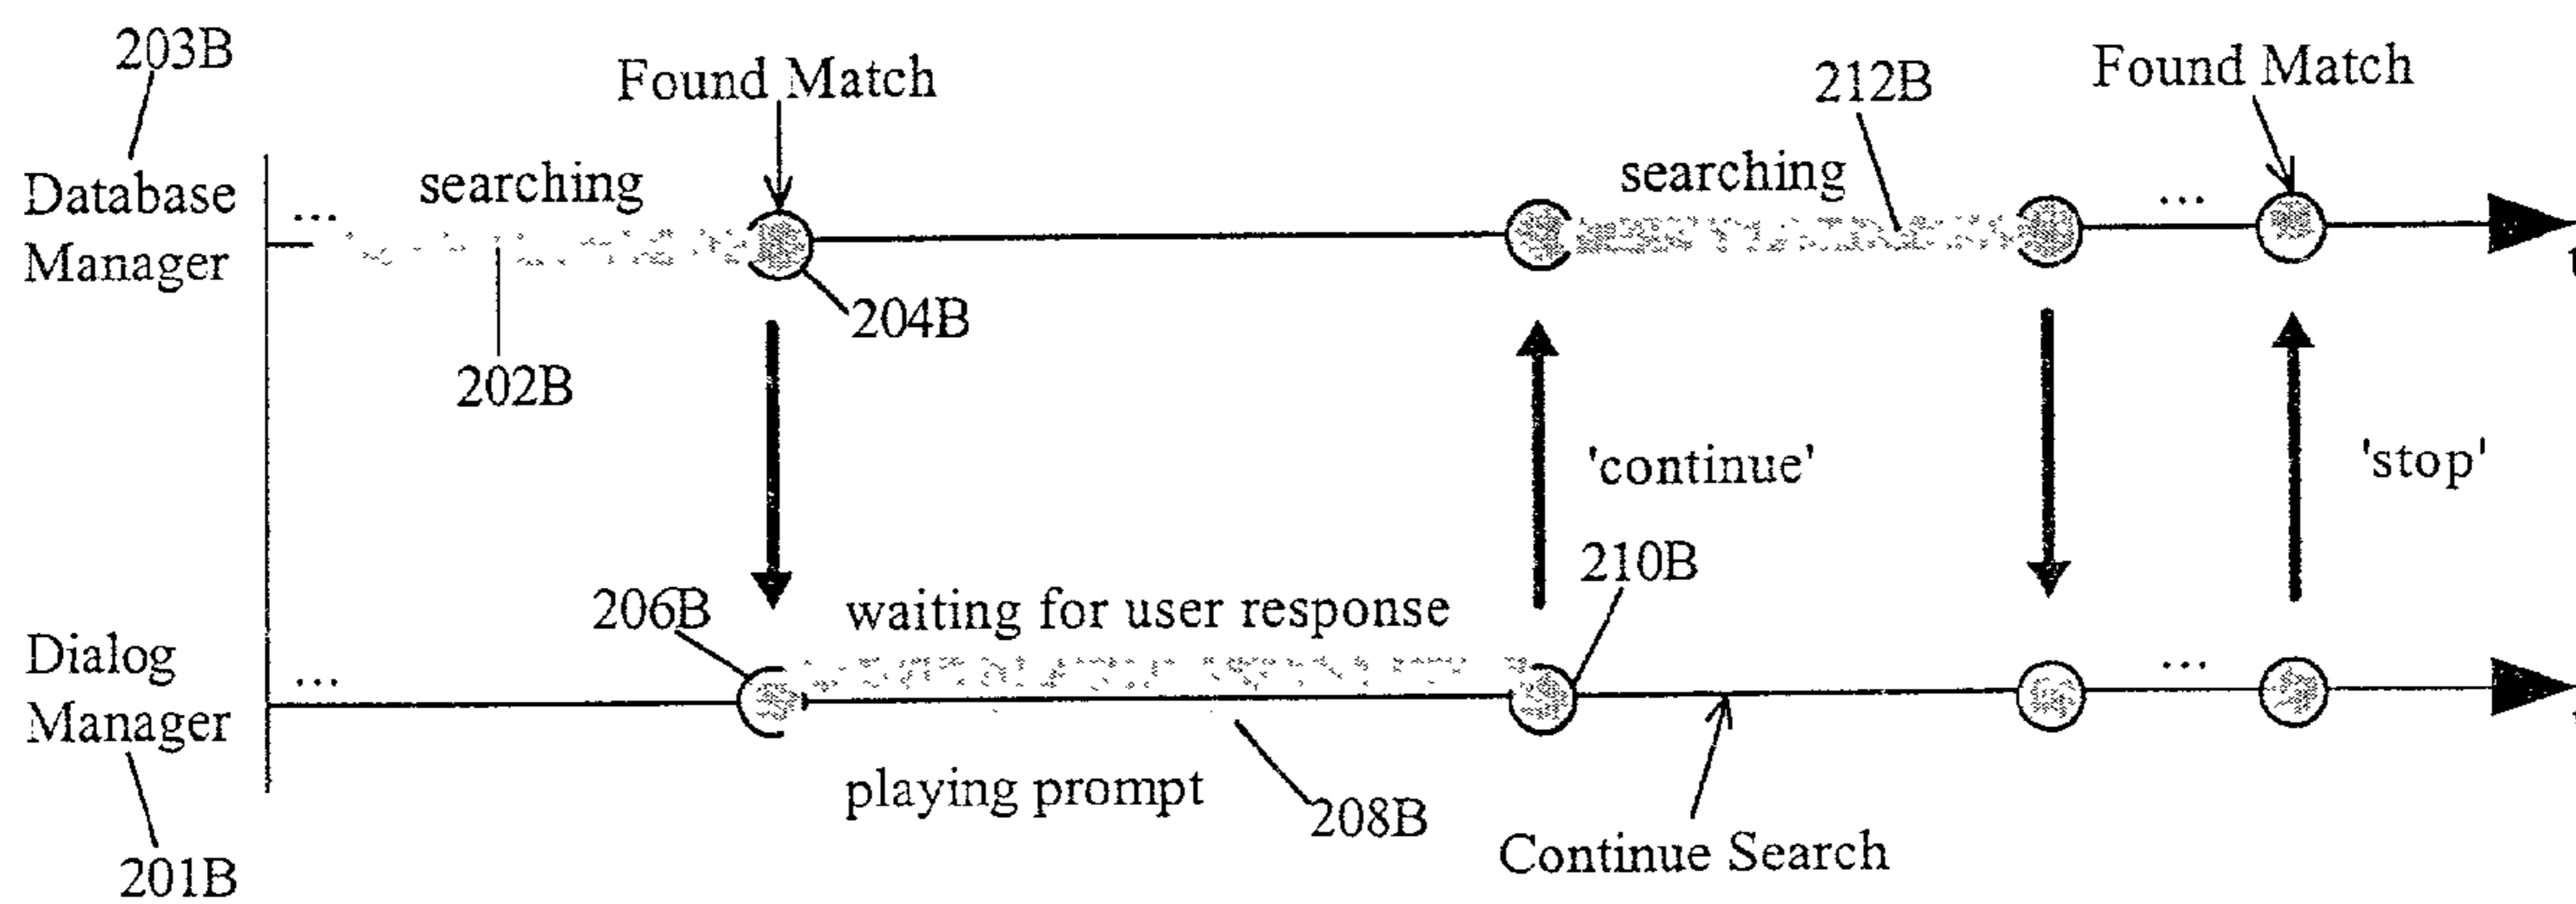 203B
Found Match
212B
Found Match
Database
Manager
...
searching
searching
...
204B
202B
'continue'
'stop'
210B
206B
waiting for user response
Dialog
Manager
...
...
playing prompt
208B
Continue Search
201B